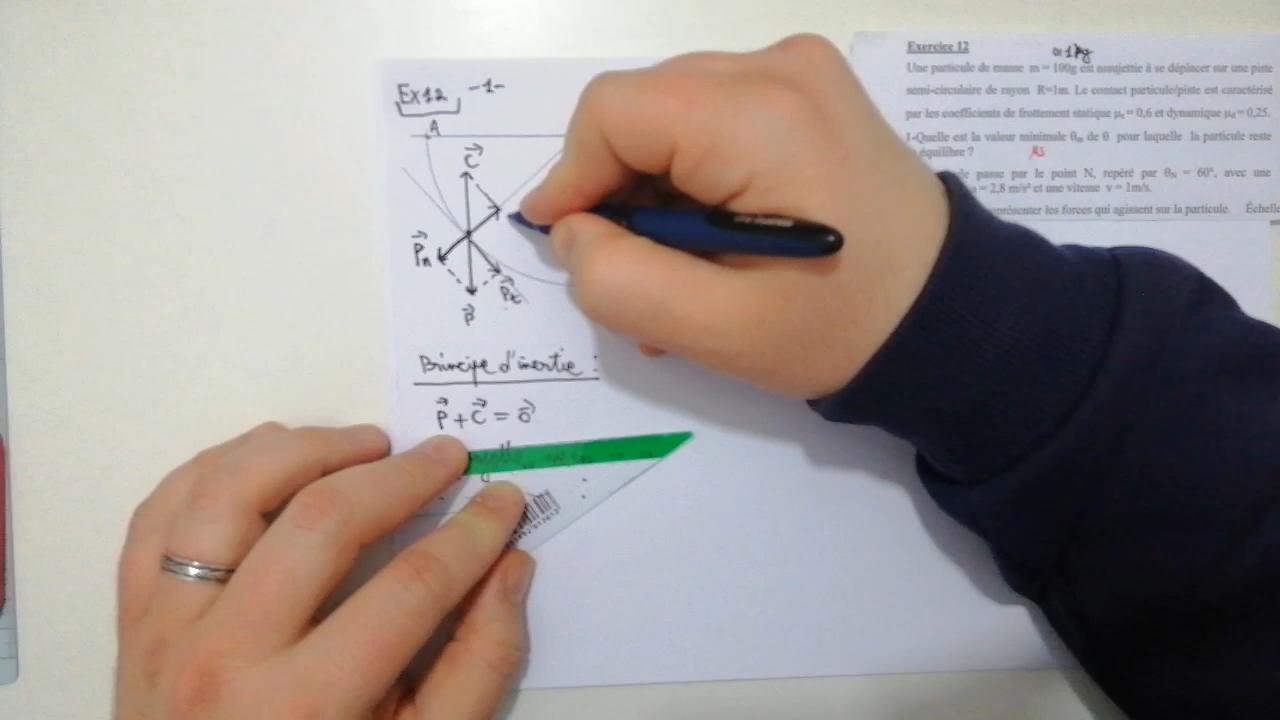 Ex12 -1-
A
C
Pn
Pt
P
Principe d'inertie :
P + C = 0
Exercice 12
0.1kg
Une particule de masse m = 100g est assujettie à se déplacer sur une piste
semi-circulaire de rayon R=1m. Le contact particule/piste est caractérisé
par les coefficients de frottement statique μs = 0,6 et dynamique μd = 0,25.
1-Quelle est la valeur minimale θm de θ pour laquelle la particule reste
équilibre ?
μs
passe par le point N, repéré par θN = 60°, avec une
= 2,8 m/s² et une vitesse v = 1m/s.
les forces qui agissent sur la particule. Échelle